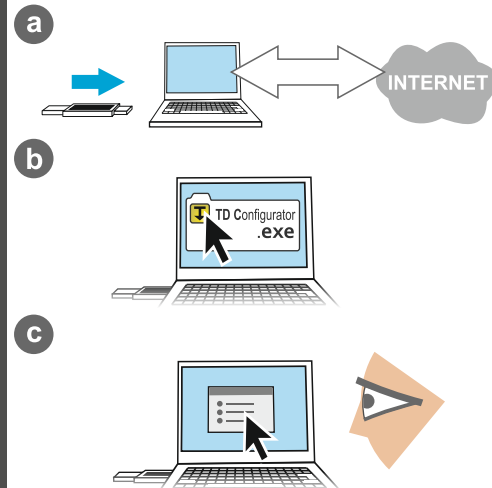 a
INTERNET
b
TD Configurator
.exe
c